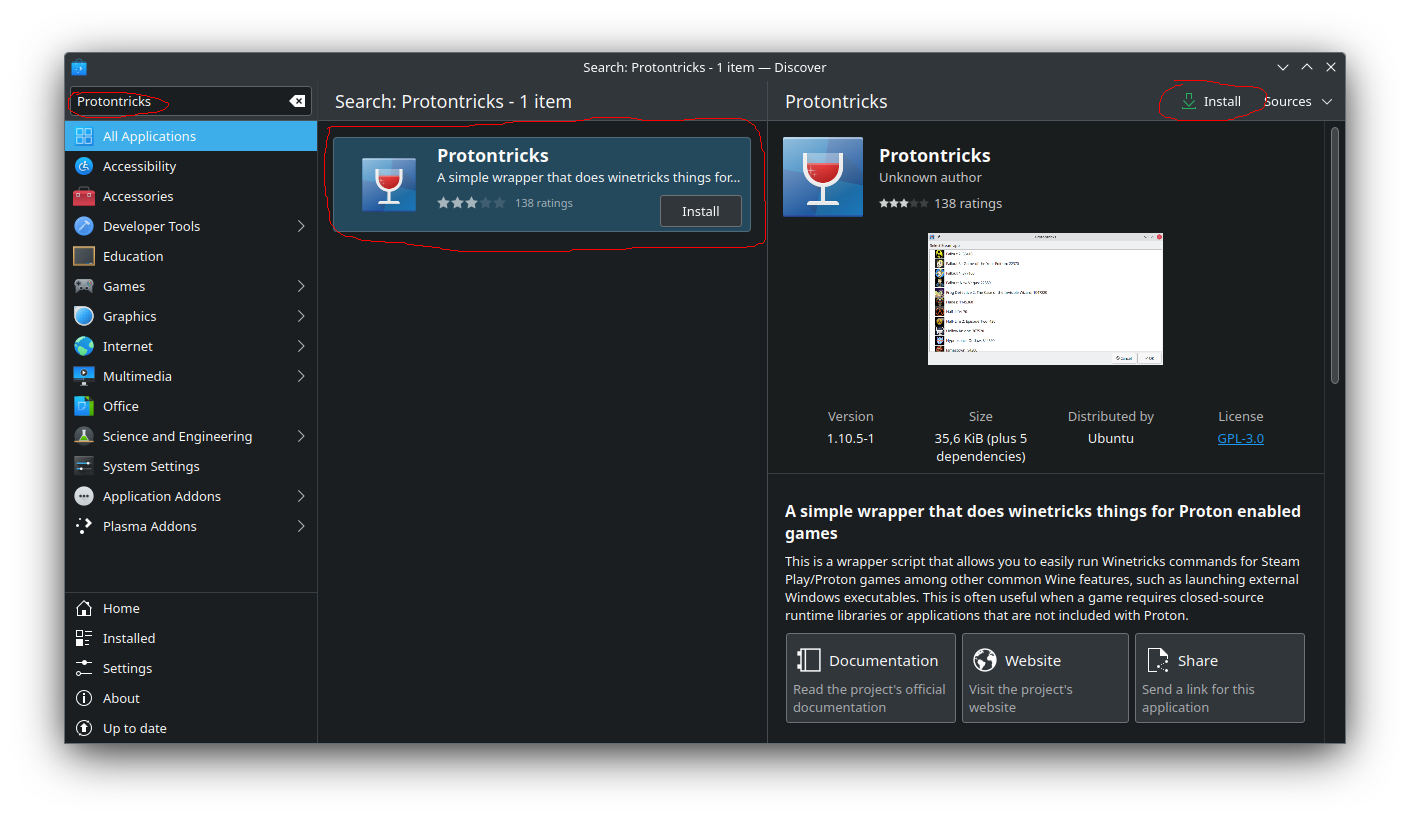 Search: Protontricks - 1 item — Discover
Protontricks
Search: Protontricks - 1 item
Protontricks
Install
Sources
All Applications
Accessibility
Accessories
Developer Tools
Education
Games
Graphics
Internet
Multimedia
Office
Science and Engineering
System Settings
Application Addons
Plasma Addons
Home
Installed
Settings
About
Up to date
Protontricks
A simple wrapper that does winetricks things for...
138 ratings
Install
Protontricks
Unknown author
138 ratings
Protontricks
Cancel
OK
Version
1.10.5-1
Size
35,6 KiB (plus 5
dependencies)
Distributed by
Ubuntu
License
GPL-3.0
A simple wrapper that does winetricks things for Proton enabled
games
This is a wrapper script that allows you to easily run Winetricks commands for Steam
Play/Proton games among other common Wine features, such as launching external
Windows executables. This is often useful when a game requires closed-source
runtime libraries or applications that are not included with Proton.
Documentation
Read the project's official
documentation
Website
Visit the project's
website
Share
Send a link for this
application